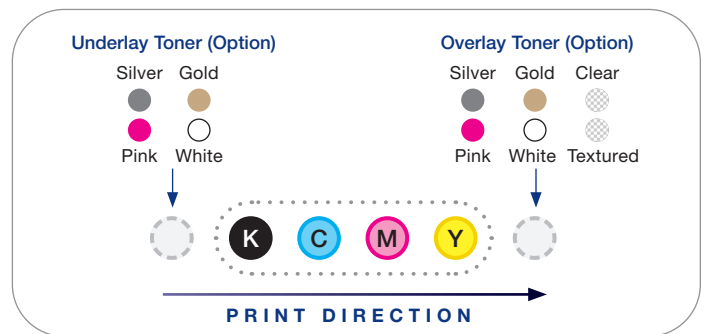 Underlay Toner (Option)
Overlay Toner (Option)
Silver Gold
Silver Gold Clear
Pink White
Pink White Textured
K C M Y
PRINT DIRECTION